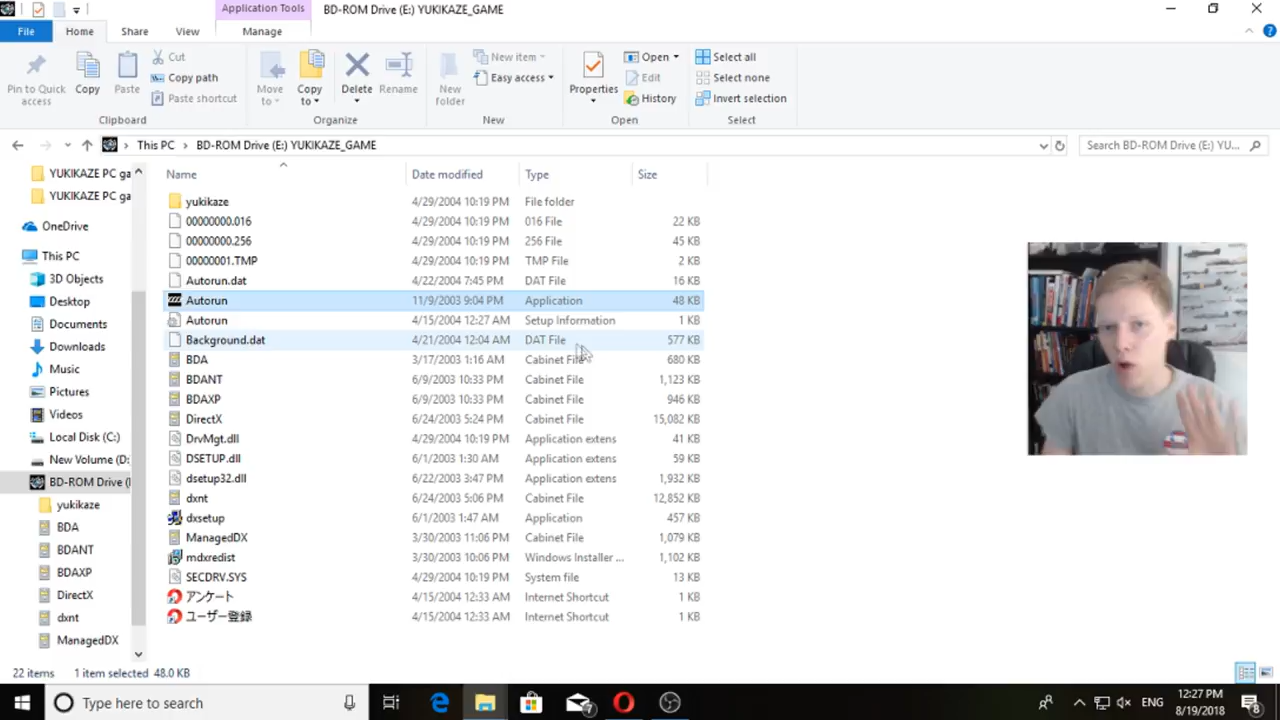 Application Tools
BD-ROM Drive (E:) YUKIKAZE_GAME
File
Home
Share
View
Manage
Pin to Quick access
Copy
Paste
Cut
Copy path
Paste shortcut
Clipboard
Move to
Copy to
Delete
Rename
Organize
New folder
New item
Easy access
New
Properties
Open
Edit
History
Open
Select all
Select none
Invert selection
Select
This PC > BD-ROM Drive (E:) YUKIKAZE_GAME
Search BD-ROM Drive (E:) YU...
YUKIKAZE PC ga
YUKIKAZE PC ga
OneDrive
This PC
3D Objects
Desktop
Documents
Downloads
Music
Pictures
Videos
Local Disk (C:)
New Volume (D:
BD-ROM Drive (
yukikaze
BDA
BDANT
BDAXP
DirectX
dxnt
ManagedDX
Name Date modified Type Size
yukikaze 4/29/2004 10:19 PM File folder
00000000.016 4/29/2004 10:19 PM 016 File 22 KB
00000000.256 4/29/2004 10:19 PM 256 File 45 KB
00000001.TMP 4/29/2004 10:19 PM TMP File 2 KB
Autorun.dat 4/22/2004 7:45 PM DAT File 16 KB
Autorun 11/9/2003 9:04 PM Application 48 KB
Autorun 4/15/2004 12:27 AM Setup Information 1 KB
Background.dat 4/21/2004 12:04 AM DAT File 577 KB
BDA 3/17/2003 1:16 AM Cabinet File 680 KB
BDANT 6/9/2003 10:33 PM Cabinet File 1,123 KB
BDAXP 6/9/2003 10:33 PM Cabinet File 946 KB
DirectX 6/24/2003 5:24 PM Cabinet File 15,082 KB
DrvMgt.dll 4/29/2004 10:19 PM Application extens 41 KB
DSETUP.dll 6/1/2003 1:30 AM Application extens 59 KB
dsetup32.dll 6/22/2003 3:47 PM Application extens 1,932 KB
dxnt 6/24/2003 5:06 PM Cabinet File 12,852 KB
dxsetup 6/1/2003 1:47 AM Application 457 KB
ManagedDX 3/30/2003 11:06 PM Cabinet File 1,079 KB
mdxredist 3/30/2003 10:06 PM Windows Installer ... 1,102 KB
SECDRV.SYS 4/29/2004 10:19 PM System file 13 KB
アンケート 4/15/2004 12:33 AM Internet Shortcut 1 KB
ユーザー登録 4/15/2004 12:33 AM Internet Shortcut 1 KB
22 items 1 item selected 48.0 KB
Type here to search
7
ENG
12:27 PM
8/19/2018
8